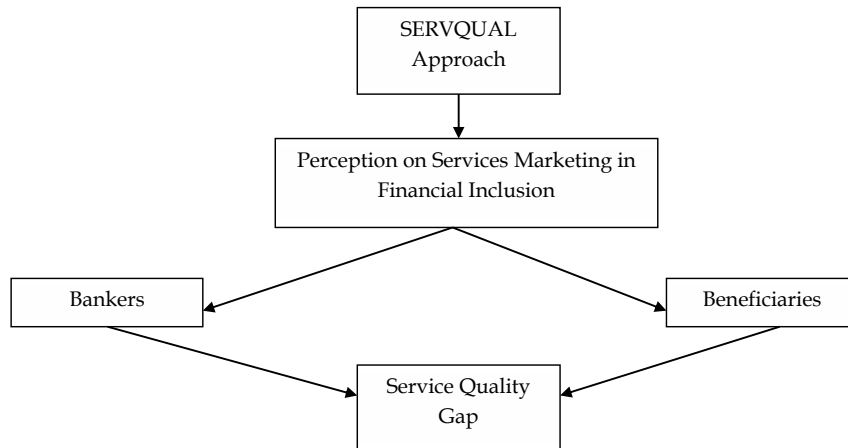 SERVQUAL
Approach
Perception on Services Marketing in
Financial Inclusion
Bankers
Beneficiaries
Service Quality
Gap